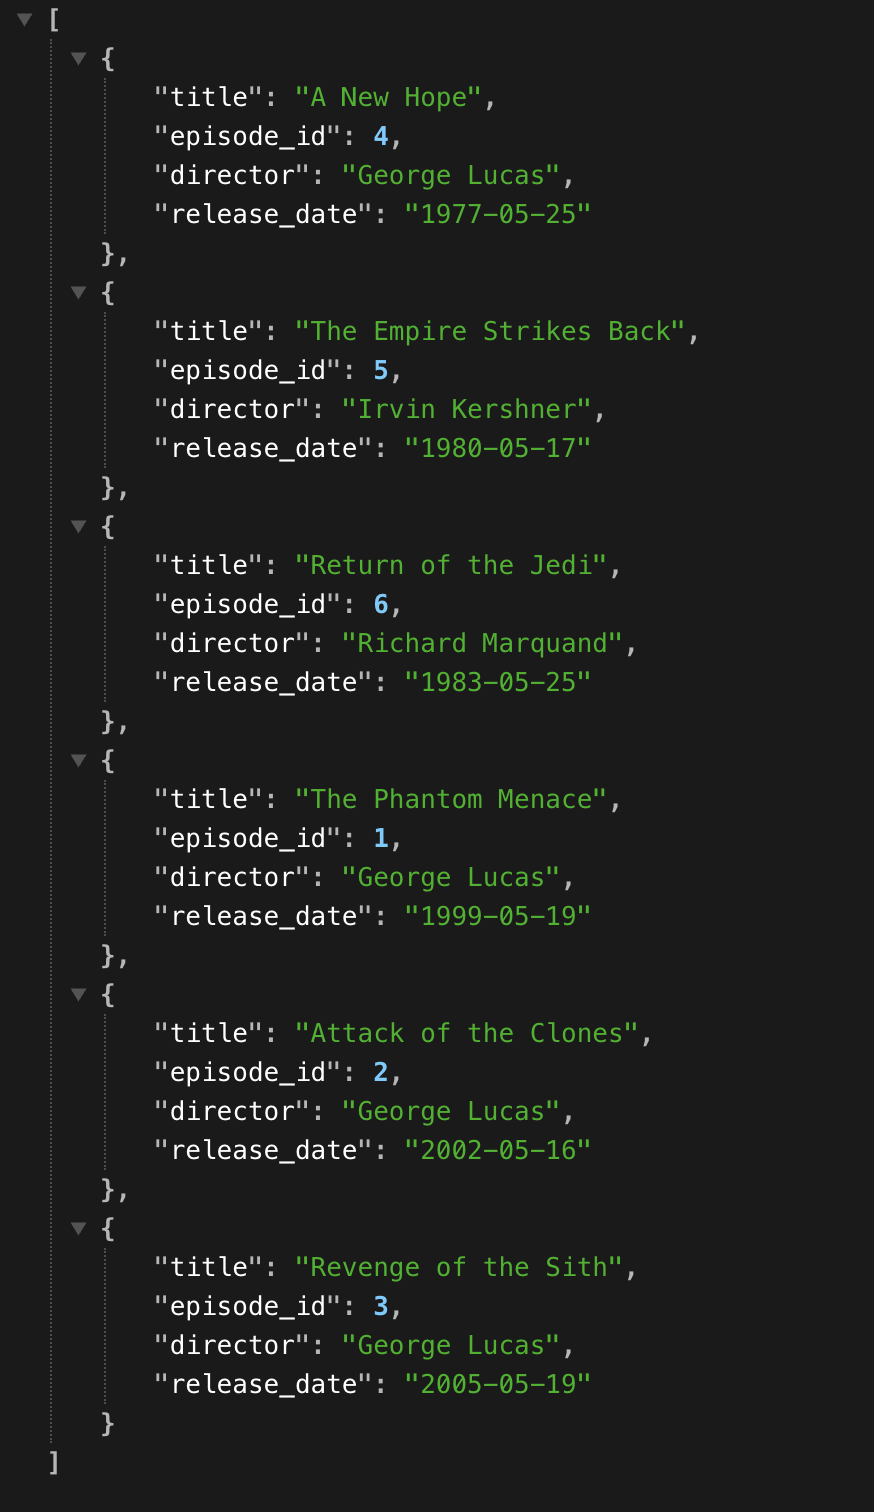 [
{
"title": "A New Hope",
"episode_id": 4,
"director": "George Lucas",
"release_date": "1977-05-25"
},
{
"title": "The Empire Strikes Back",
"episode_id": 5,
"director": "Irvin Kershner",
"release_date": "1980-05-17"
},
{
"title": "Return of the Jedi",
"episode_id": 6,
"director": "Richard Marquand",
"release_date": "1983-05-25"
},
{
"title": "The Phantom Menace",
"episode_id": 1,
"director": "George Lucas",
"release_date": "1999-05-19"
},
{
"title": "Attack of the Clones",
"episode_id": 2,
"director": "George Lucas",
"release_date": "2002-05-16"
},
{
"title": "Revenge of the Sith",
"episode_id": 3,
"director": "George Lucas",
"release_date": "2005-05-19"
}
]